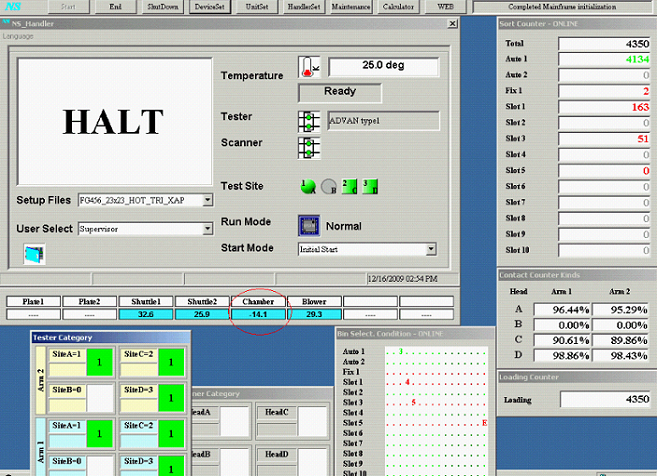 NS Start End ShutDown DeviceSet UnitSet HandlerSet Maintenance Calculator WEB Completed Mainframe initialization
NS_Handler
Language
HALT
Temperature K 25.0 deg
Ready
Tester ADVAN type1
Scanner
Test Site 1 A B 2 C 3 D
Setup Files FG456_23x23_HOT_TRI_XAP
User Select Supervisor
Run Mode Normal
Start Mode Initial Start
12/16/2009 02:54 PM
Plate1 Plate2 Shuttle1 Shuttle2 Chamber Blower
---- ---- 32.6 25.9 -14.1 29.3 ---- ----
Sort Counter - ONLINE
Total 4350
Auto 1 4134
Auto 2 0
Fix 1 2
Slot 1 163
Slot 2 0
Slot 3 51
Slot 4 0
Slot 5 0
Slot 6 0
Slot 7 0
Slot 8 0
Slot 9 0
Slot 10 0
Contact Counter Kinds
Head Arm 1 Arm 2
A 96.44% 95.29%
B 0.00% 0.00%
C 90.61% 89.86%
D 98.86% 98.43%
Loading Counter
Loading 4350
Tester Category
Arm 2
SiteA=1 1 SiteC=2 1
SiteB=0 SiteD=3 1
Arm 1
SiteA=1 1 SiteC=2 1
SiteB=0 SiteD=3 1
ner Category
HeadA HeadC
HeadB HeadD
Bin Select. Condition - ONLINE
Auto 1 . 3 . . . . . . . . . . . . .
Auto 2
Fix 1
Slot 1 . . 4 . . . . . . . . . . . .
Slot 2
Slot 3 . . . 5 . . . . . . . . . . .
Slot 4
Slot 5 . . . . . . . . . . . . . . E
Slot 6
Slot 7
Slot 8
Slot 9
Slot 10